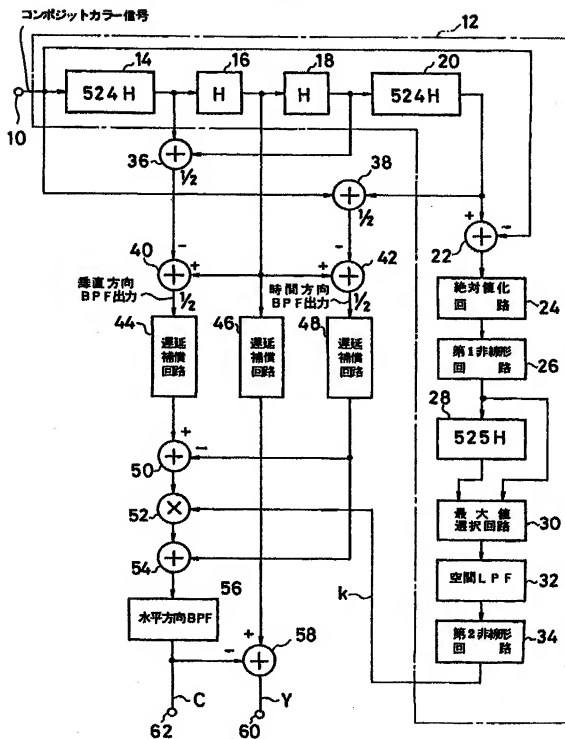 コンポジットカラー信号
12
14
16
18
20
524H
H
H
524H
10
36
1/2
38
1/2
+
-
22
-
+
40
+
-
+
42
垂直方向
BPF出力
1/2
時間方向
BPF出力
1/2
絶対値化
回路
24
44
遅延
補償
回路
46
遅延
補償
回路
48
遅延
補償
回路
第1非線形
回路
26
28
525H
+
-
50
最大値
選択回路
30
52
54
空間LPF
32
k
56
水平方向BPF
第2非線形
回路
34
+
-
58
C
Y
62
60